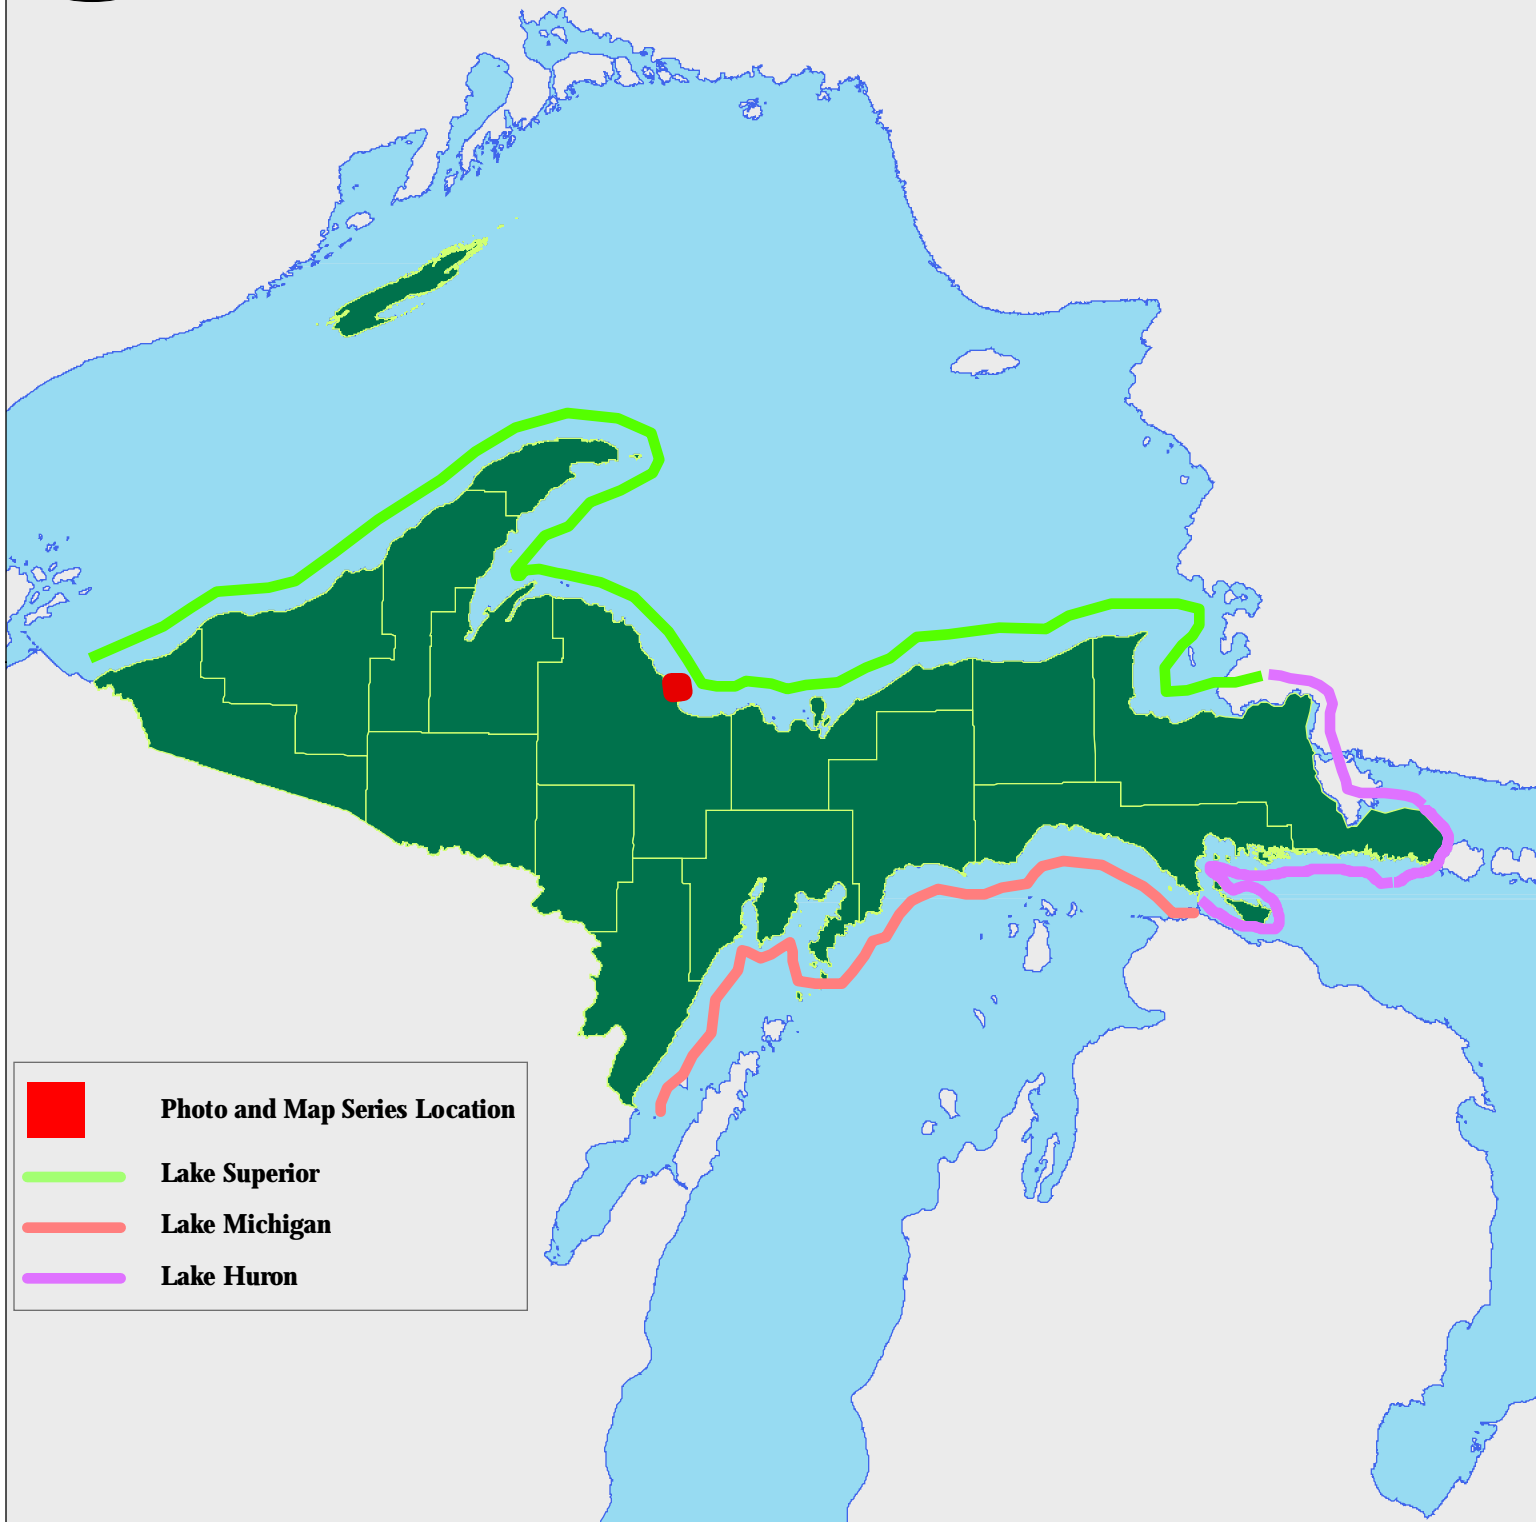 Photo and Map Series Location
Lake Superior
Lake Michigan
Lake Huron